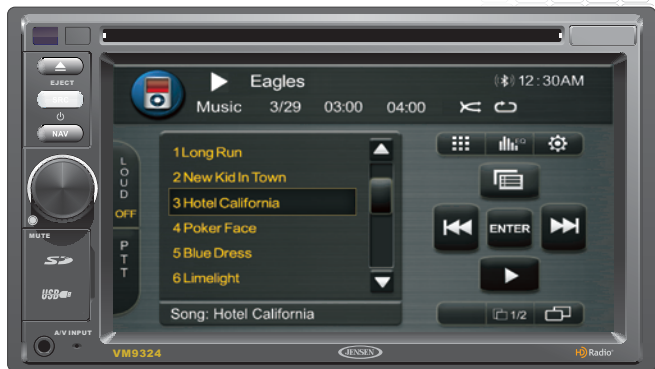 EJECT
NAV
MUTE
SD
USB
A/V INPUT
VM9324
JENSEN
HD Radio
Eagles
12:30AM
Music 3/29 03:00 04:00
LOUD
OFF
PTT
1 Long Run
2 New Kid In Town
3 Hotel California
4 Poker Face
5 Blue Dress
6 Limelight
Song: Hotel California
EQ
ENTER
1/2